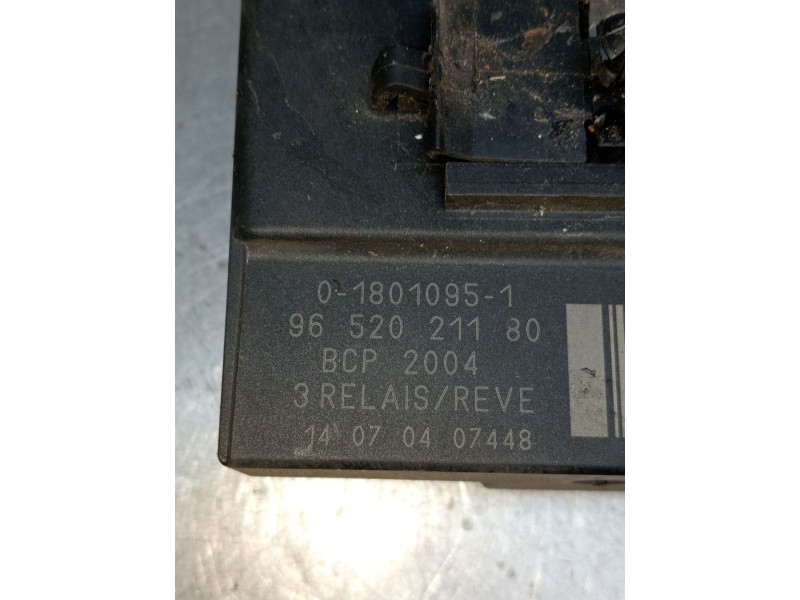 0-1801095-1
96 520 211 80
BCP 2004
3 RELAIS/REVE
14 07 04 07448